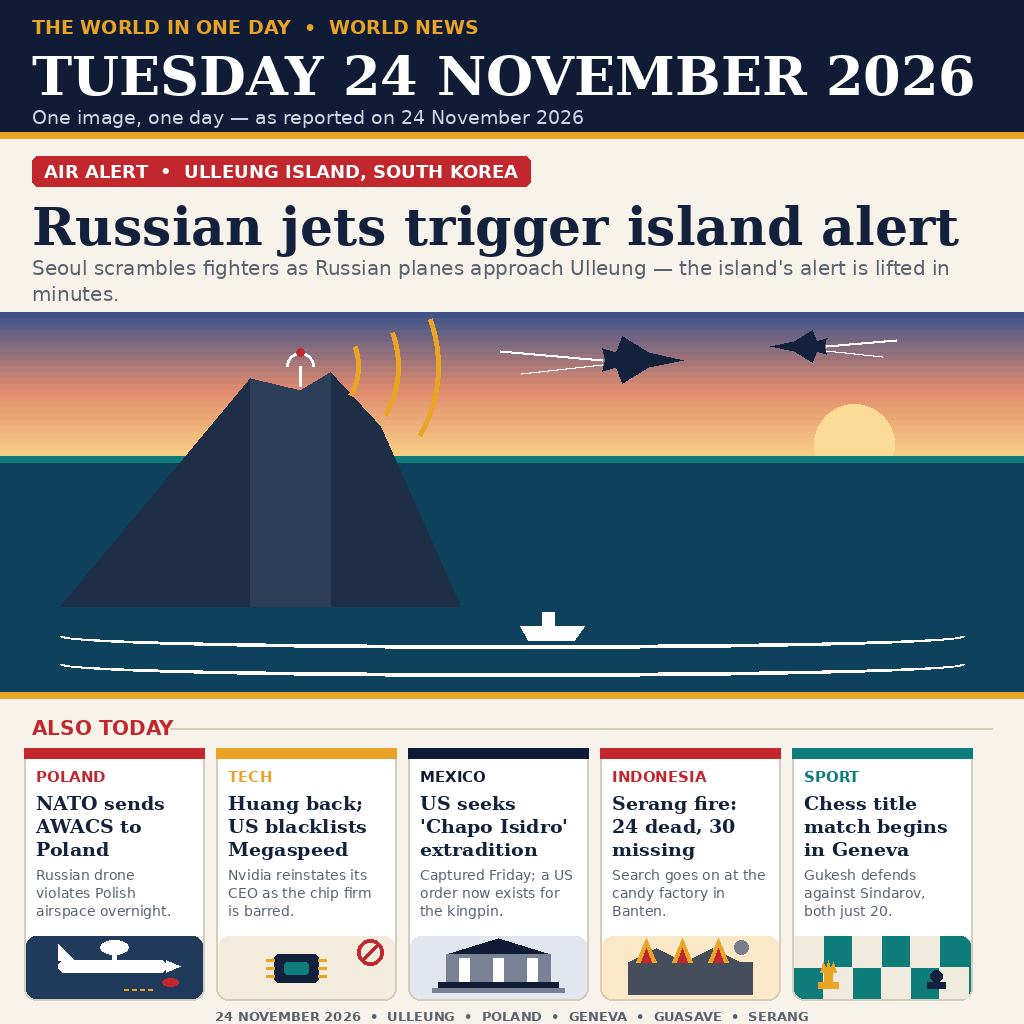 THE WORLD IN ONE DAY • WORLD NEWS
TUESDAY 24 NOVEMBER 2026
One image, one day — as reported on 24 November 2026
AIR ALERT • ULLEUNG ISLAND, SOUTH KOREA
Russian jets trigger island alert
Seoul scrambles fighters as Russian planes approach Ulleung — the island's alert is lifted in
minutes.
ALSO TODAY
POLAND
NATO sends
AWACS to
Poland
Russian drone
violates Polish
airspace overnight.
TECH
Huang back;
US blacklists
Megaspeed
Nvidia reinstates its
CEO as the chip firm
is barred.
MEXICO
US seeks
'Chapo Isidro'
extradition
Captured Friday; a US
order now exists for
the kingpin.
INDONESIA
Serang fire:
24 dead, 30
missing
Search goes on at the
candy factory in
Banten.
SPORT
Chess title
match begins
in Geneva
Gukesh defends
against Sindarov,
both just 20.
24 NOVEMBER 2026 • ULLEUNG • POLAND • GENEVA • GUASAVE • SERANG